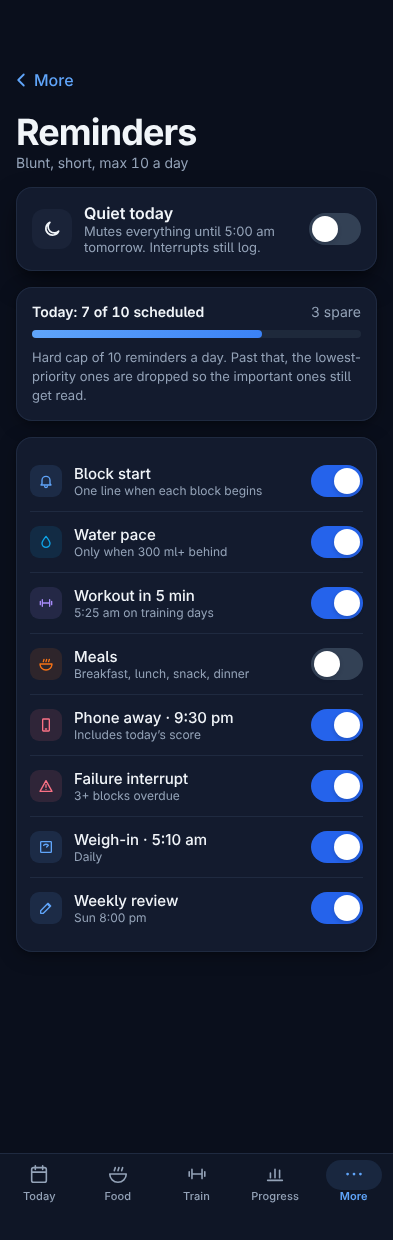 More
Reminders
Blunt, short, max 10 a day
Quiet today
Mutes everything until 5:00 am
tomorrow. Interrupts still log.
Today: 7 of 10 scheduled
3 spare
Hard cap of 10 reminders a day. Past that, the lowest-
priority ones are dropped so the important ones still
get read.
Block start
One line when each block begins
Water pace
Only when 300 ml+ behind
Workout in 5 min
5:25 am on training days
Meals
Breakfast, lunch, snack, dinner
Phone away · 9:30 pm
Includes today’s score
Failure interrupt
3+ blocks overdue
Weigh-in · 5:10 am
Daily
Weekly review
Sun 8:00 pm
Today
Food
Train
Progress
More